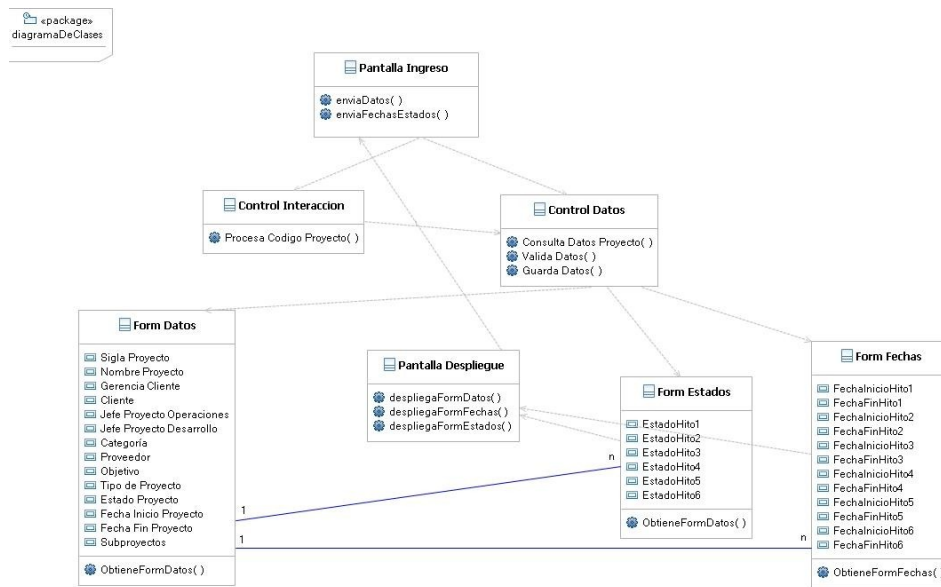 «package»
diagramaDeClases
Pantalla Ingreso
enviaDatos( )
enviaFechasEstados( )
Control Interaccion
Procesa Codigo Proyecto( )
Control Datos
Consulta Datos Proyecto( )
Valida Datos( )
Guarda Datos( )
Form Datos
Sigla Proyecto
Nombre Proyecto
Gerencia Cliente
Cliente
Jefe Proyecto Operaciones
Jefe Proyecto Desarrollo
Categoría
Proveedor
Objetivo
Tipo de Proyecto
Estado Proyecto
Fecha Inicio Proyecto
Fecha Fin Proyecto
Subproyectos
ObtieneFormDatos( )
Pantalla Despliegue
despliegaFormDatos( )
despliegaFormFechas( )
despliegaFormEstados( )
Form Estados
EstadoHito1
EstadoHito2
EstadoHito3
EstadoHito4
EstadoHito5
EstadoHito6
ObtieneFormDatos( )
Form Fechas
FechaInicioHito1
FechaFinHito1
FechaInicioHito2
FechaFinHito2
FechaInicioHito3
FechaFinHito3
FechaInicioHito4
FechaFinHito4
FechaInicioHito5
FechaFinHito5
FechaInicioHito6
FechaFinHito6
ObtieneFormFechas( )
1
n
1
n